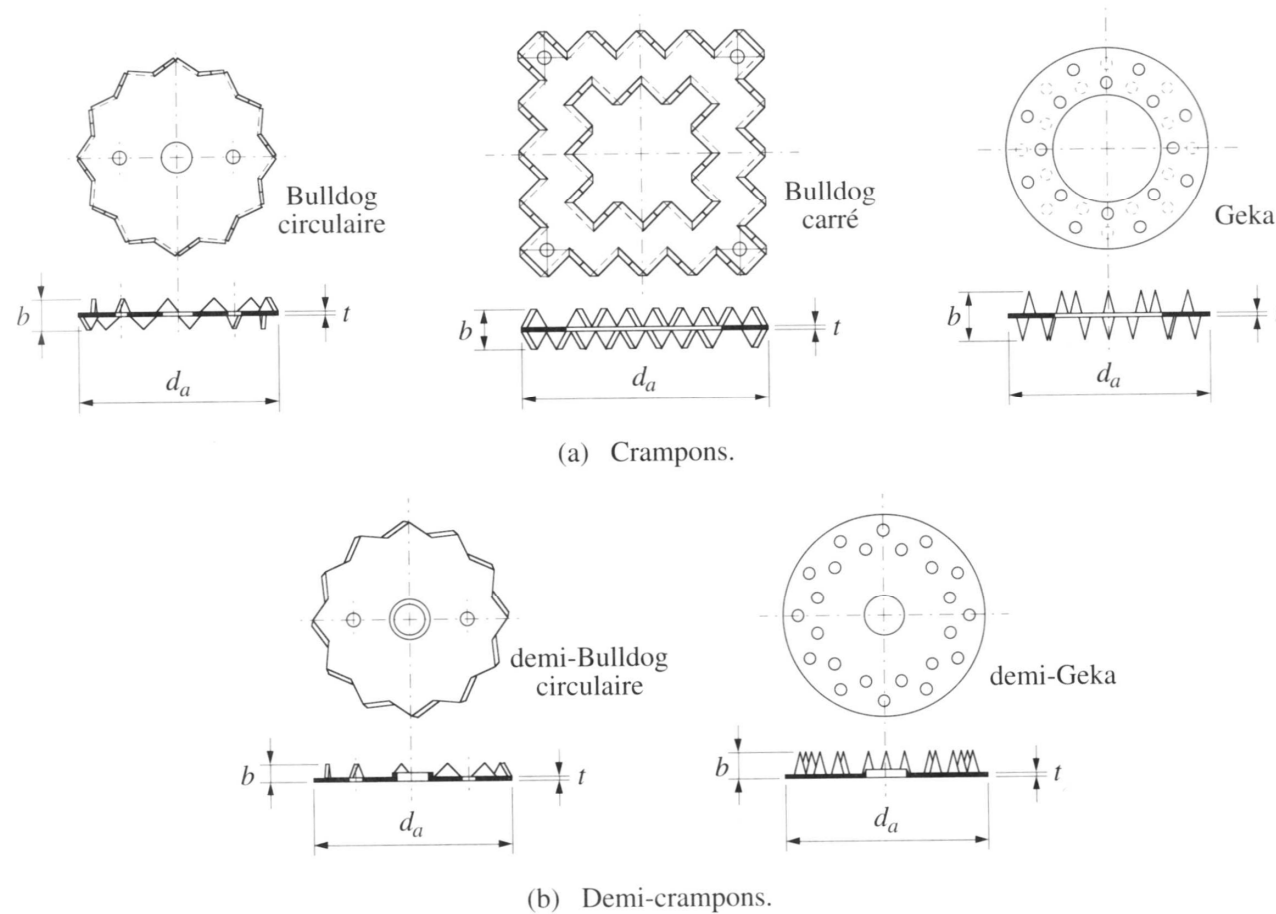 Bulldog
circulaire
Bulldog
carré
Geka
b
t
d_a
b
t
d_a
b
t
d_a
(a) Crampons.
demi-Bulldog
circulaire
demi-Geka
b
t
d_a
b
t
d_a
(b) Demi-crampons.